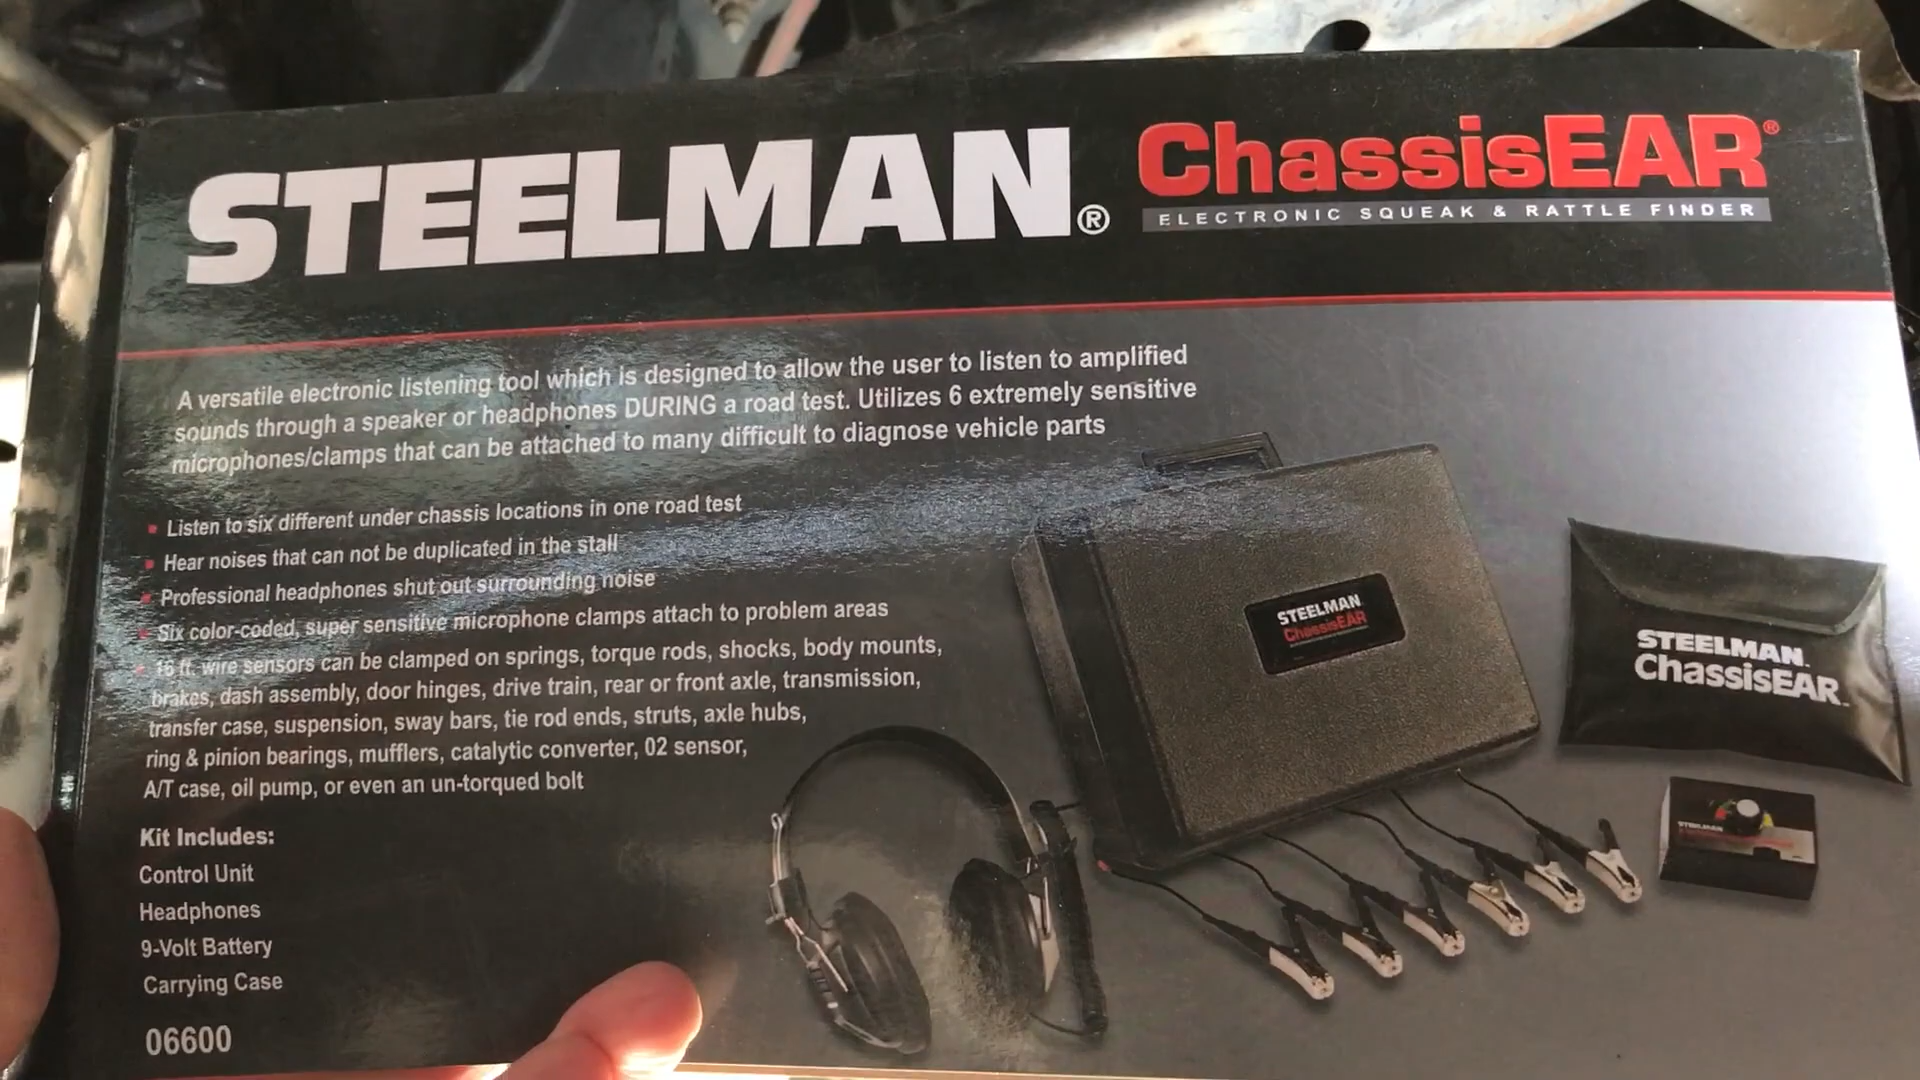 STEELMAN®
ChassisEAR®
ELECTRONIC SQUEAK & RATTLE FINDER
A versatile electronic listening tool which is designed to allow the user to listen to amplified
sounds through a speaker or headphones DURING a road test. Utilizes 6 extremely sensitive
microphones/clamps that can be attached to many difficult to diagnose vehicle parts
Listen to six different under chassis locations in one road test
Hear noises that can not be duplicated in the stall
Professional headphones shut out surrounding noise
Six color-coded, super sensitive microphone clamps attach to problem areas
16 ft. wire sensors can be clamped on springs, torque rods, shocks, body mounts,
brakes, dash assembly, door hinges, drive train, rear or front axle, transmission,
transfer case, suspension, sway bars, tie rod ends, struts, axle hubs,
ring & pinion bearings, mufflers, catalytic converter, 02 sensor,
A/T case, oil pump, or even an un-torqued bolt
Kit Includes:
Control Unit
Headphones
9-Volt Battery
Carrying Case
06600
STEELMAN
ChassisEAR
STEELMAN
ChassisEAR
STEELMAN